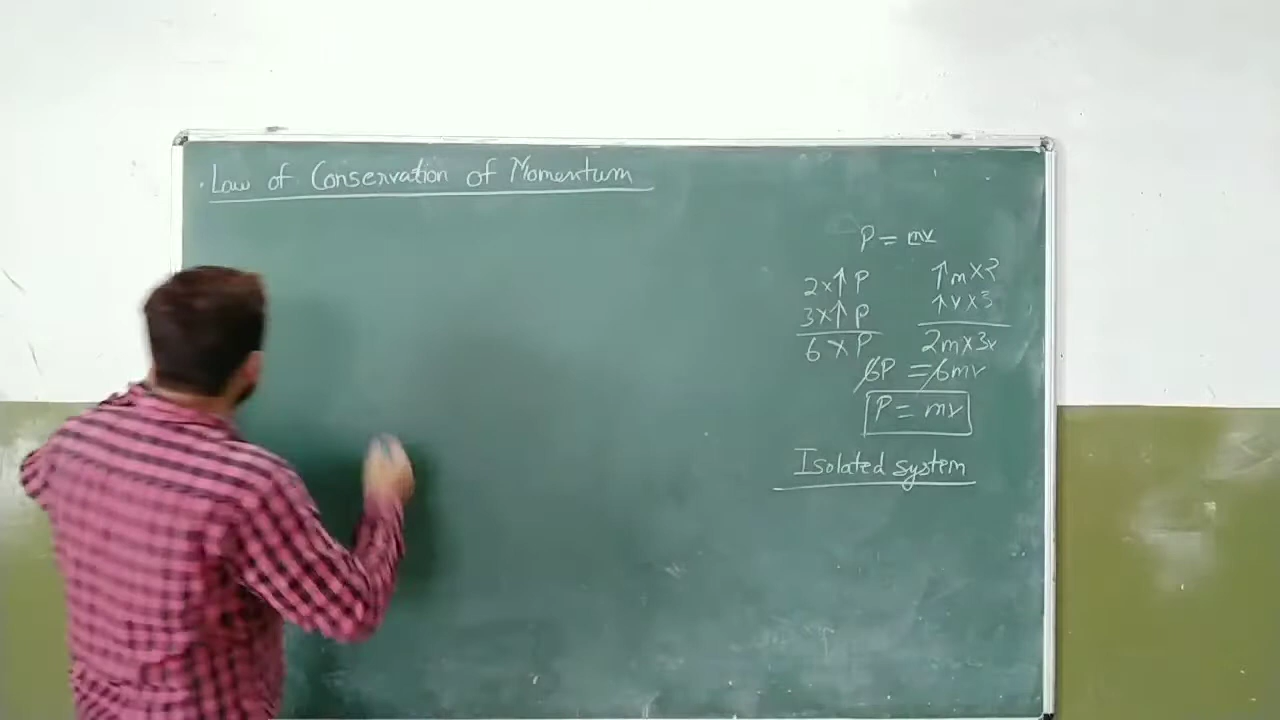 . Law of Conservation of Momentum
P = mv
2x↑ P ↑ m x 2
3x↑ P ↑ v x 3
6 x P 2m x 3v
6P = 6mv
P = mv
Isolated system